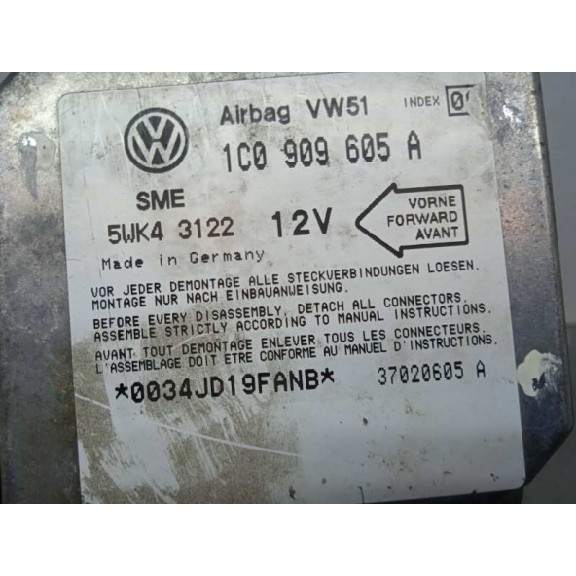 Airbag VW51 INDEX
1C0 909 605 A
SME
5WK4 3122 12V
VORNE
FORWARD
AVANT
Made in Germany
VOR JEDER DEMONTAGE ALLE STECKVERBINDUNGEN LOESEN.
MONTAGE NUR NACH EINBAUANWEISUNG.
BEFORE EVERY DISASSEMBLY, DETACH ALL CONNECTORS.
ASSEMBLE STRICTLY ACCORDING TO MANUAL INSTRUCTIONS.
AVANT TOUT DEMONTAGE ENLEVER TOUS LES CONNECTEURS.
L'ASSEMBLAGE DOIT ETRE CONFORME AU MANUEL D'INSTRUCTIONS.
*0034JD19FANB* 37020605 A